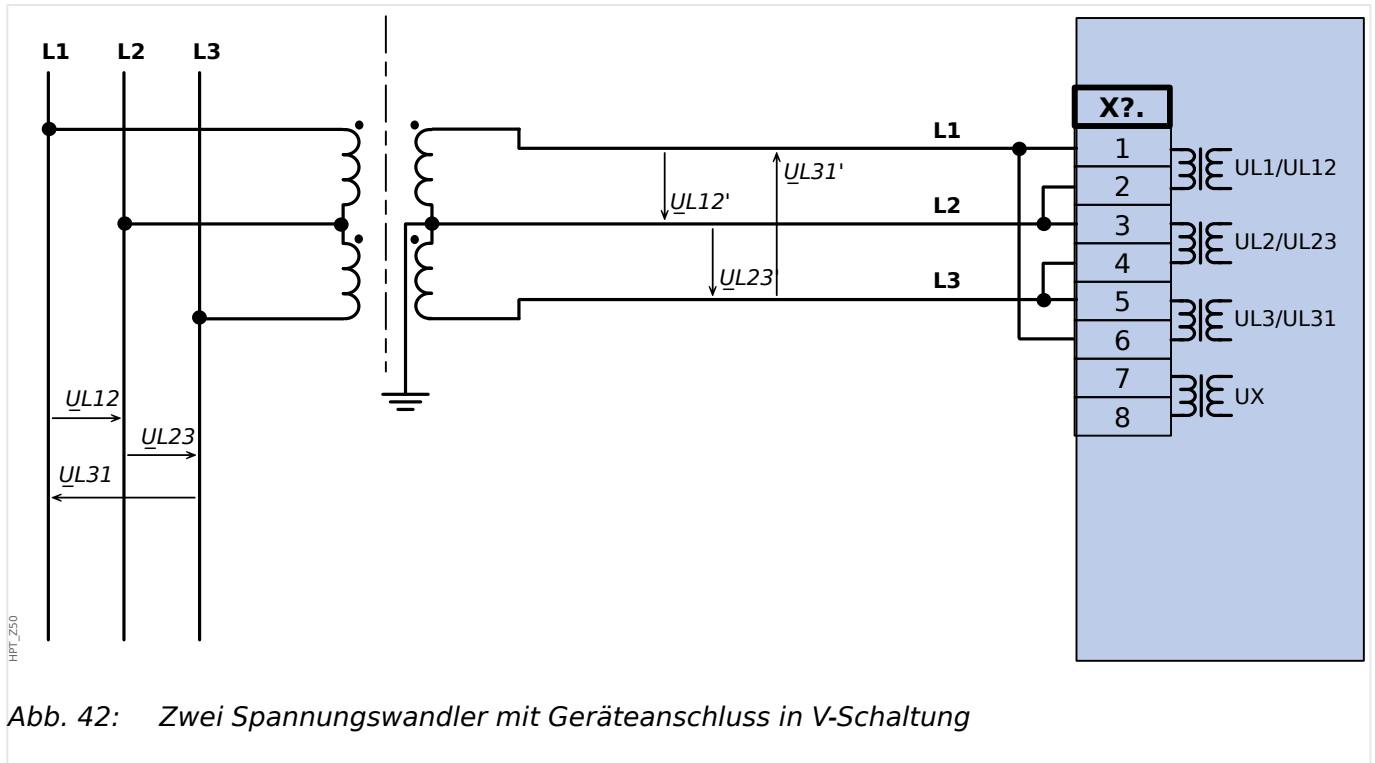 L1 L2 L3
X?.
L1
1
UL1/UL12
UL31'
2
UL12'
L2
3
UL2/UL23
4
UL23'
L3
5
UL3/UL31
6
7
UX
8
UL12
UL23
UL31
HPT_Z50
Abb. 42: Zwei Spannungswandler mit Geräteanschluss in V-Schaltung